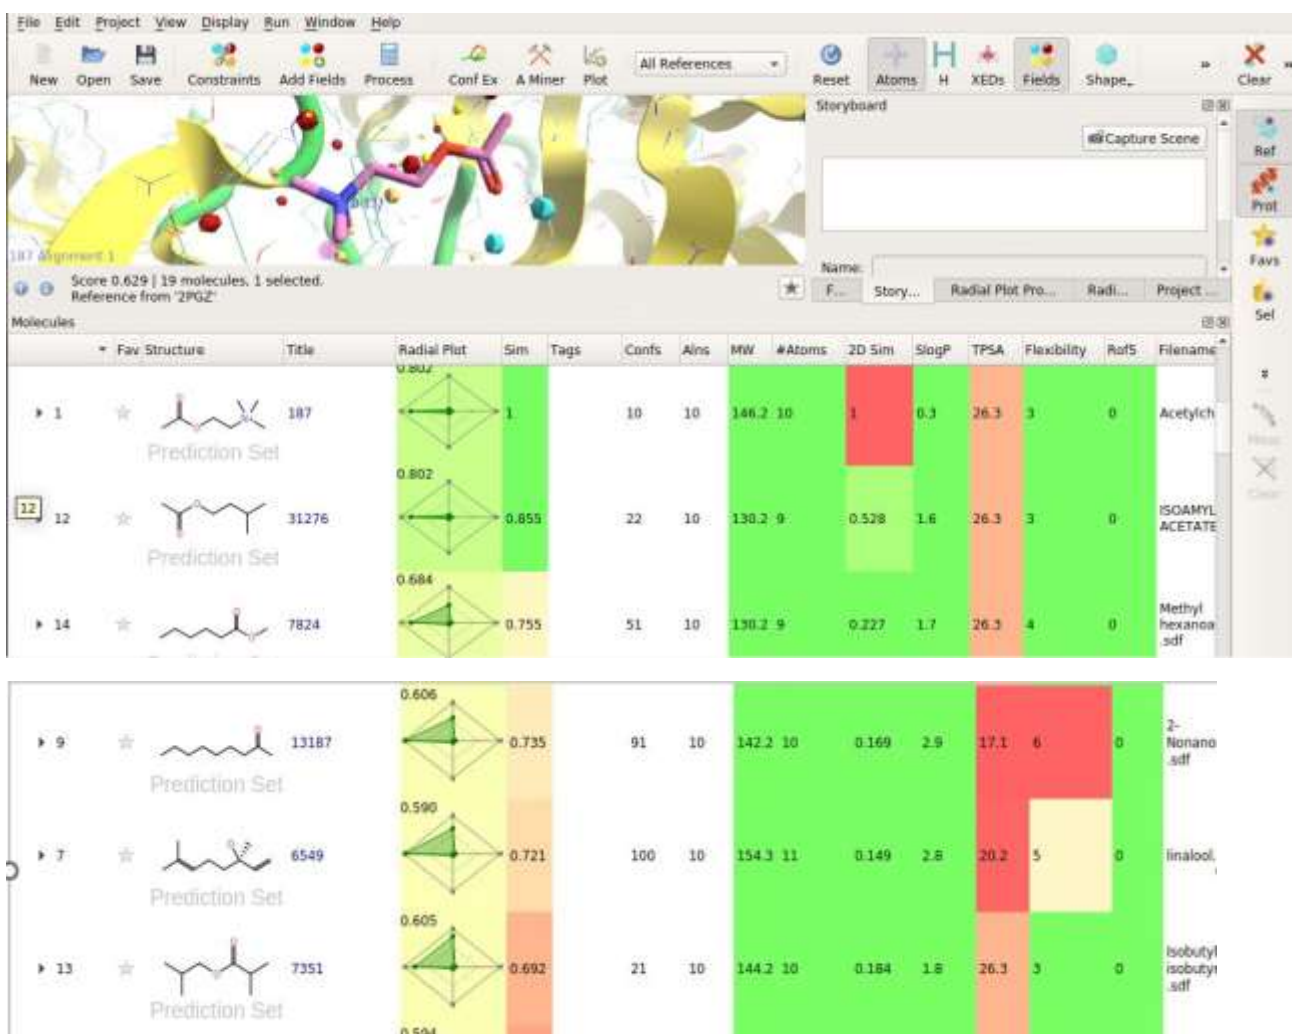 File Edit Project View Display Run Window Help
New Open Save Constraints Add Fields Process Conf Ex A Miner Plot All References Reset Atoms H XEDs Fields Shape Clear
Storyboard
Capture Scene
Ref
Prot
Favs
Sel
187 Alignment 1
Name:
Score 0.629 | 19 molecules, 1 selected.
Reference from '2PGZ'
F... Story... Radial Plot Pro... Radi... Project ...
Molecules
Fav Structure Title Radial Plot Sim Tags Confs Alns MW #Atoms 2D Sim SlogP TPSA Flexibility Rof5 Filename
0.802
1 187 1 10 10 146.2 10 1 0.3 26.3 3 0 Acetylch
Prediction Set
0.802
12 12 31276 0.855 22 10 130.2 9 0.528 1.6 26.3 3 0 ISOAMYL
ACETATE
Prediction Set
0.684
14 7824 0.755 51 10 130.2 9 0.227 1.7 26.3 4 0 Methyl
hexanoa
.sdf
0.606
9 13187 0.735 91 10 142.2 10 0.169 2.9 17.1 6 0 2-
Nonano
.sdf
Prediction Set
0.590
7 6549 0.721 100 10 154.3 11 0.149 2.8 20.2 5 0 linalool.
Prediction Set
0.605
13 7351 0.692 21 10 144.2 10 0.184 1.8 26.3 3 0 Isobutyl
isobutyr
.sdf
Prediction Set
0.594